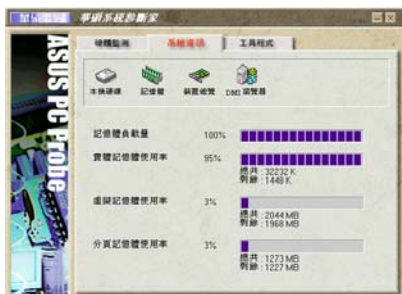 華碩系統診斷家
ASUS PC Probe
硬體監測
系統資訊
工具程式
本機硬碟
記憶體
裝置總覽
DMI 瀏覽器
記憶體負載量 100%
實體記憶體使用率 95%
總共 : 32232 K
剩餘 : 1448 K
虛擬記憶體使用率 3%
總共 : 2044 MB
剩餘 : 1968 MB
分頁記憶體使用率 3%
總共 : 1273 MB
剩餘 : 1227 MB